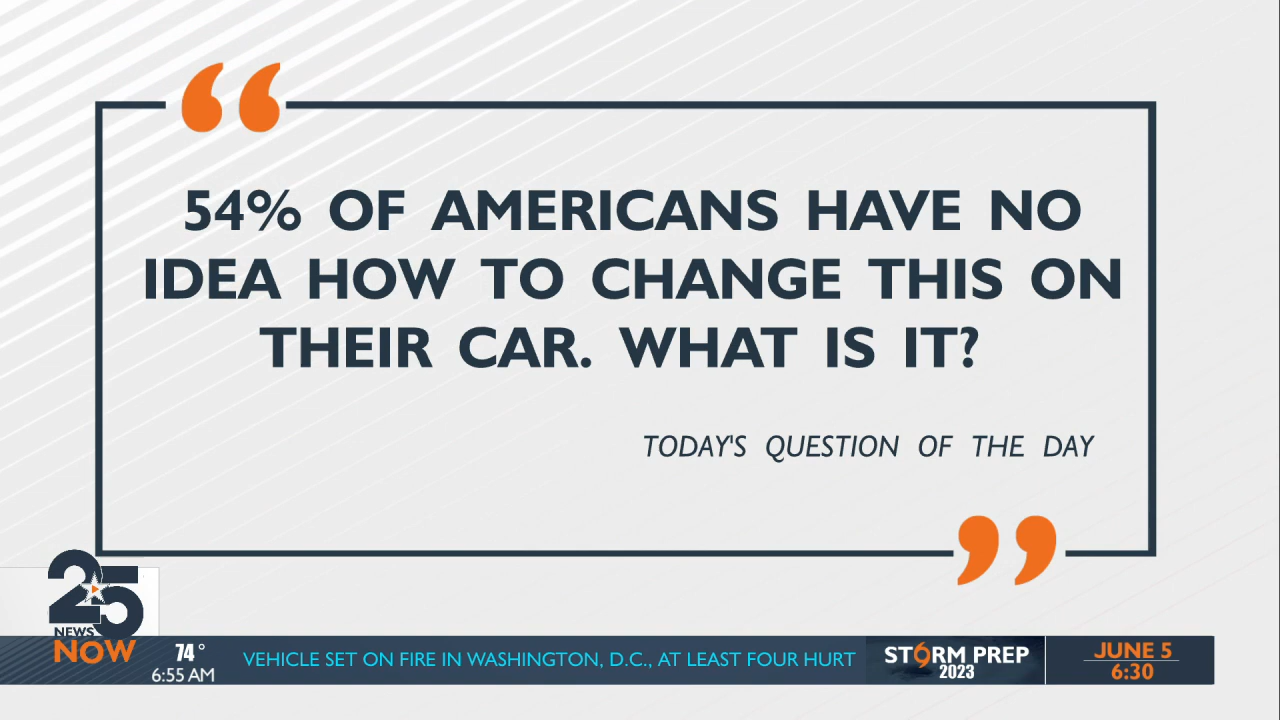 54% OF AMERICANS HAVE NO
IDEA HOW TO CHANGE THIS ON
THEIR CAR. WHAT IS IT?
TODAY'S QUESTION OF THE DAY
25
NEWS
NOW
74°
6:55 AM
VEHICLE SET ON FIRE IN WASHINGTON, D.C., AT LEAST FOUR HURT
STORM PREP
2023
JUNE 5
6:30